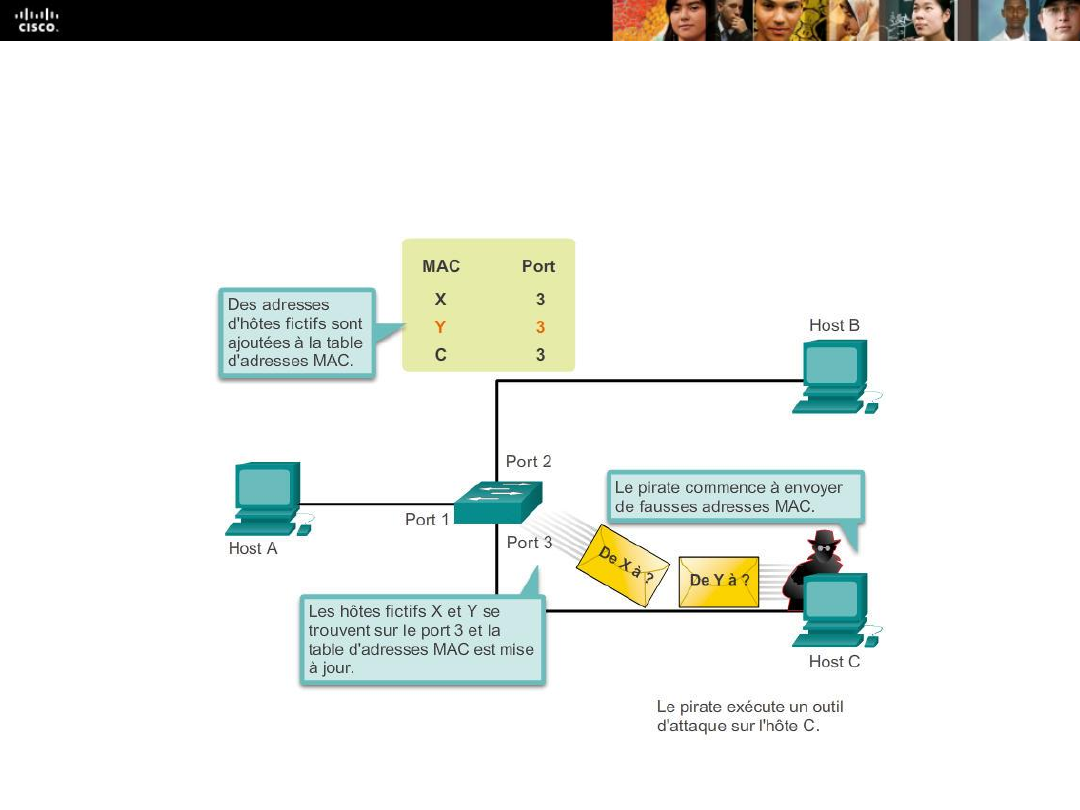 CISCO.
MAC Port
X 3
Y 3
C 3
Des adresses
d'hôtes fictifs sont
ajoutées à la table
d'adresses MAC.
Host B
Port 2
Le pirate commence à envoyer
de fausses adresses MAC.
Port 1
Host A
Port 3
De X à ?
De Y à ?
Les hôtes fictifs X et Y se
trouvent sur le port 3 et la
table d'adresses MAC est mise
à jour.
Host C
Le pirate exécute un outil
d'attaque sur l'hôte C.